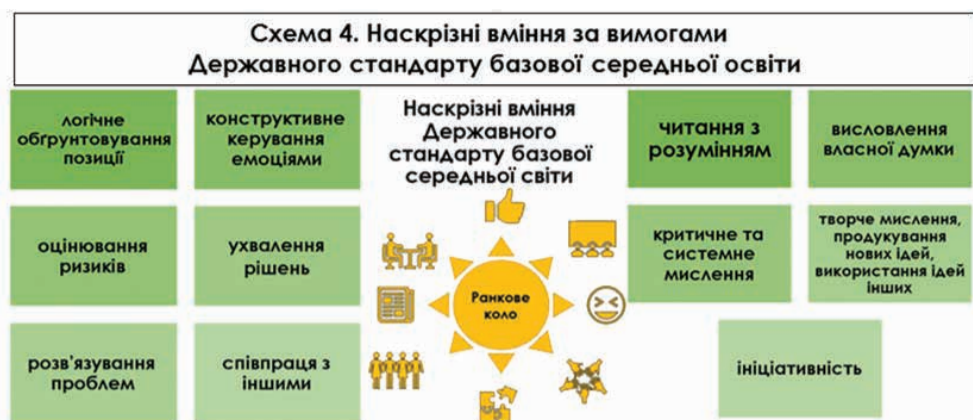 Схема 4. Наскрізні вміння за вимогами
Державного стандарту базової середньої освіти
логічне
обґрунтовування
позиції
конструктивне
керування
емоціями
Наскрізні вміння
Державного
стандарту базової
середньої світи
читання з
розумінням
висловлення
власної думки
оцінювання
ризиків
ухвалення
рішень
критичне та
системне
мислення
творче мислення,
продукування
нових ідей,
використання ідей
інших
Ранкове
коло
розв'язування
проблем
співпраця з
іншими
ініціативність